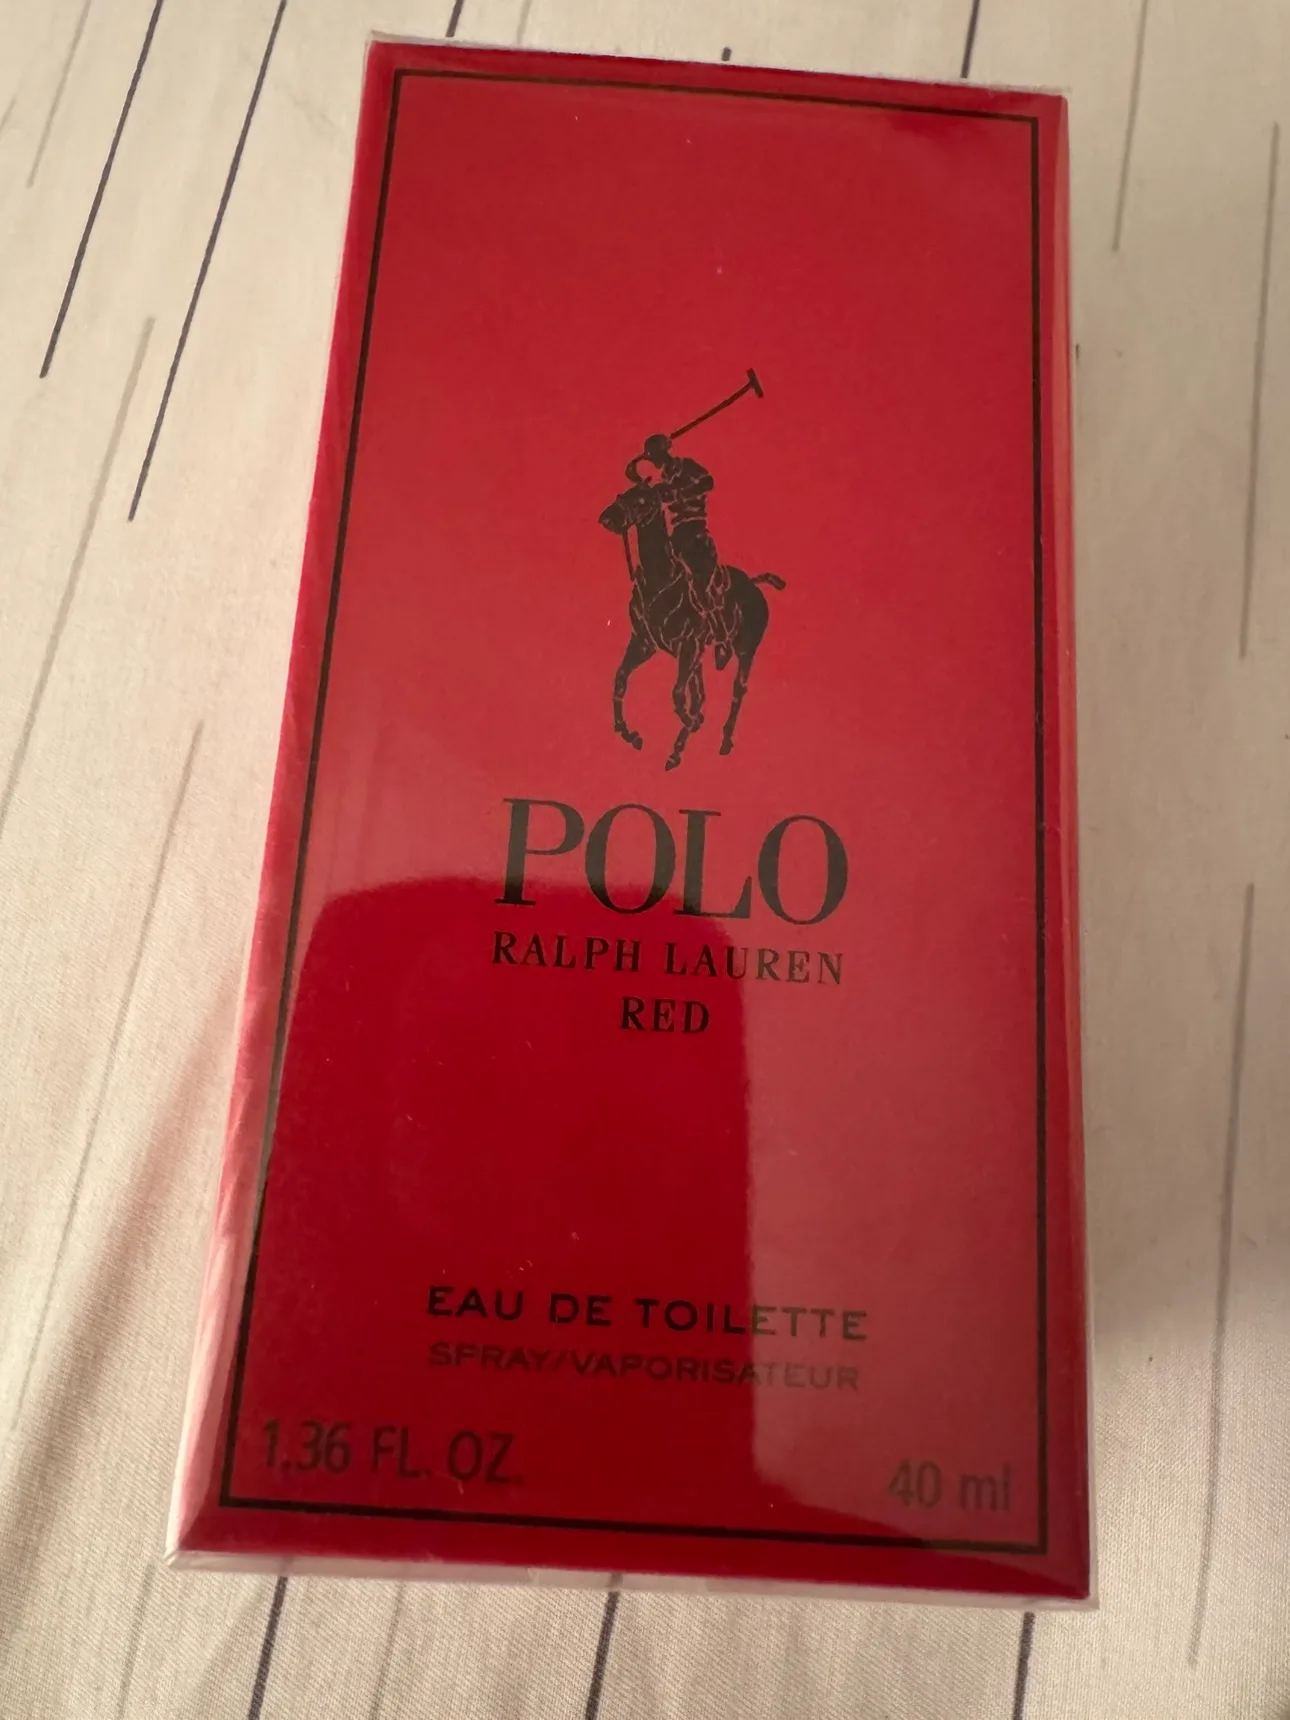 POLO
RALPH LAUREN
RED
EAU DE TOILETTE
SPRAY/VAPORISATEUR
1.36 FL. OZ.
40 ml